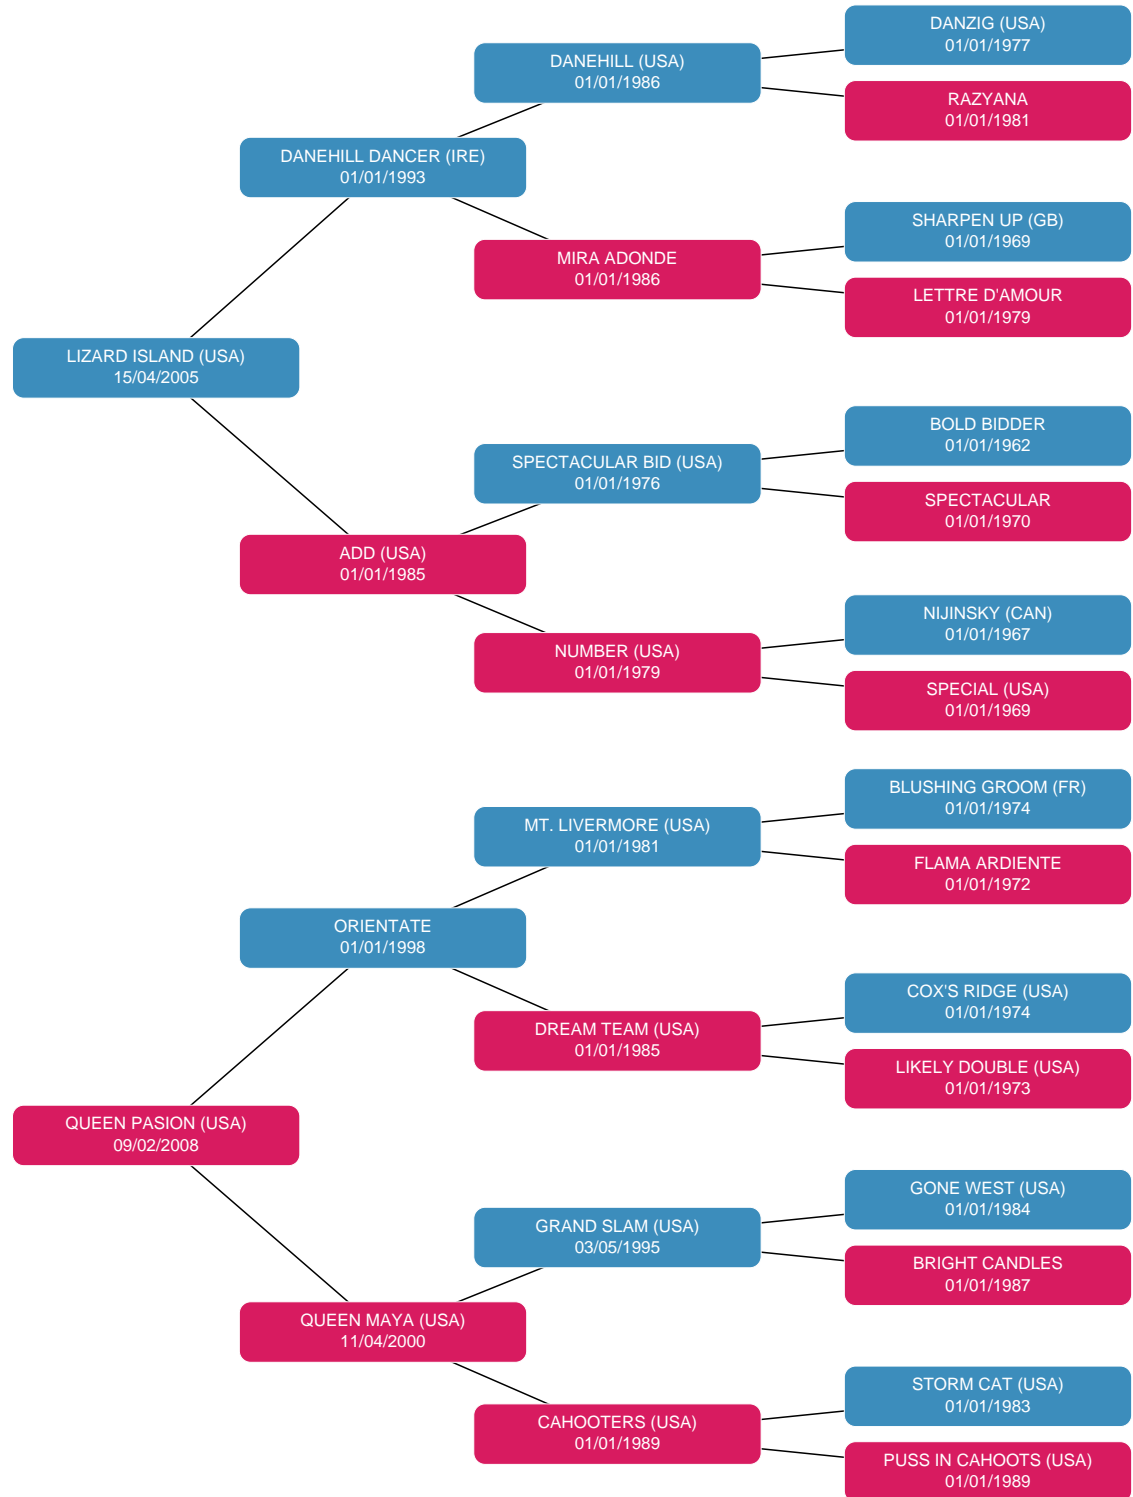 DANZIG (USA)
01/01/1977
DANEHILL (USA)
01/01/1986
RAZYANA
01/01/1981
DANEHILL DANCER (IRE)
01/01/1993
SHARPEN UP (GB)
01/01/1969
MIRA ADONDE
01/01/1986
LETTRE D'AMOUR
01/01/1979
LIZARD ISLAND (USA)
15/04/2005
BOLD BIDDER
01/01/1962
SPECTACULAR BID (USA)
01/01/1976
SPECTACULAR
01/01/1970
ADD (USA)
01/01/1985
NIJINSKY (CAN)
01/01/1967
NUMBER (USA)
01/01/1979
SPECIAL (USA)
01/01/1969
BLUSHING GROOM (FR)
01/01/1974
MT. LIVERMORE (USA)
01/01/1981
FLAMA ARDIENTE
01/01/1972
ORIENTATE
01/01/1998
COX'S RIDGE (USA)
01/01/1974
DREAM TEAM (USA)
01/01/1985
LIKELY DOUBLE (USA)
01/01/1973
QUEEN PASION (USA)
09/02/2008
GONE WEST (USA)
01/01/1984
GRAND SLAM (USA)
03/05/1995
BRIGHT CANDLES
01/01/1987
QUEEN MAYA (USA)
11/04/2000
STORM CAT (USA)
01/01/1983
CAHOOTERS (USA)
01/01/1989
PUSS IN CAHOOTS (USA)
01/01/1989